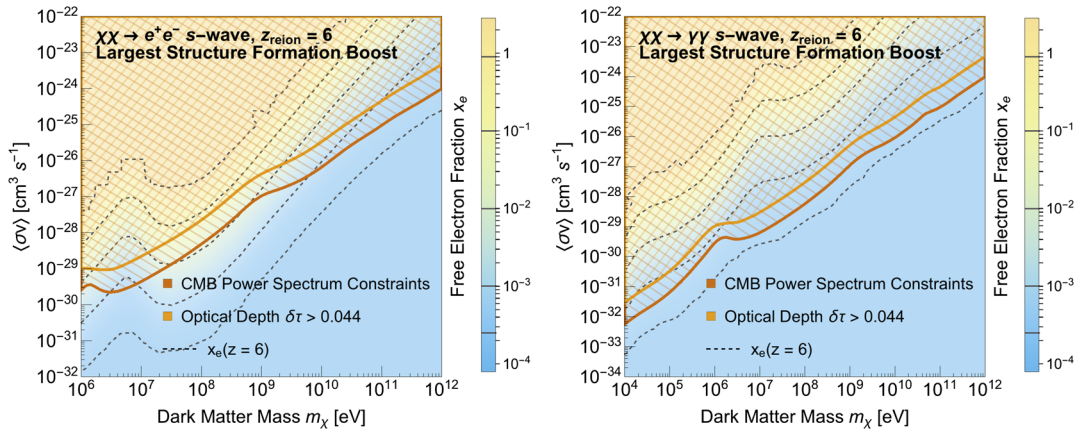 χχ → e⁺e⁻ s–wave, z_reion = 6
Largest Structure Formation Boost
10⁻²²
10⁻²³
10⁻²⁴
10⁻²⁵
10⁻²⁶
10⁻²⁷
10⁻²⁸
10⁻²⁹
10⁻³⁰
10⁻³¹
10⁻³²
⟨σv⟩ [cm³ s⁻¹]
CMB Power Spectrum Constraints
Optical Depth δτ > 0.044
xₑ(z = 6)
10⁶ 10⁷ 10⁸ 10⁹ 10¹⁰ 10¹¹ 10¹²
Dark Matter Mass m_χ [eV]
1
10⁻¹
10⁻²
10⁻³
10⁻⁴
Free Electron Fraction xₑ
χχ → γγ s–wave, z_reion = 6
Largest Structure Formation Boost
10⁻²²
10⁻²³
10⁻²⁴
10⁻²⁵
10⁻²⁶
10⁻²⁷
10⁻²⁸
10⁻²⁹
10⁻³⁰
10⁻³¹
10⁻³²
10⁻³³
10⁻³⁴
⟨σv⟩ [cm³ s⁻¹]
CMB Power Spectrum Constraints
Optical Depth δτ > 0.044
xₑ(z = 6)
10⁴ 10⁵ 10⁶ 10⁷ 10⁸ 10⁹ 10¹⁰ 10¹¹ 10¹²
Dark Matter Mass m_χ [eV]
1
10⁻¹
10⁻²
10⁻³
10⁻⁴
Free Electron Fraction xₑ